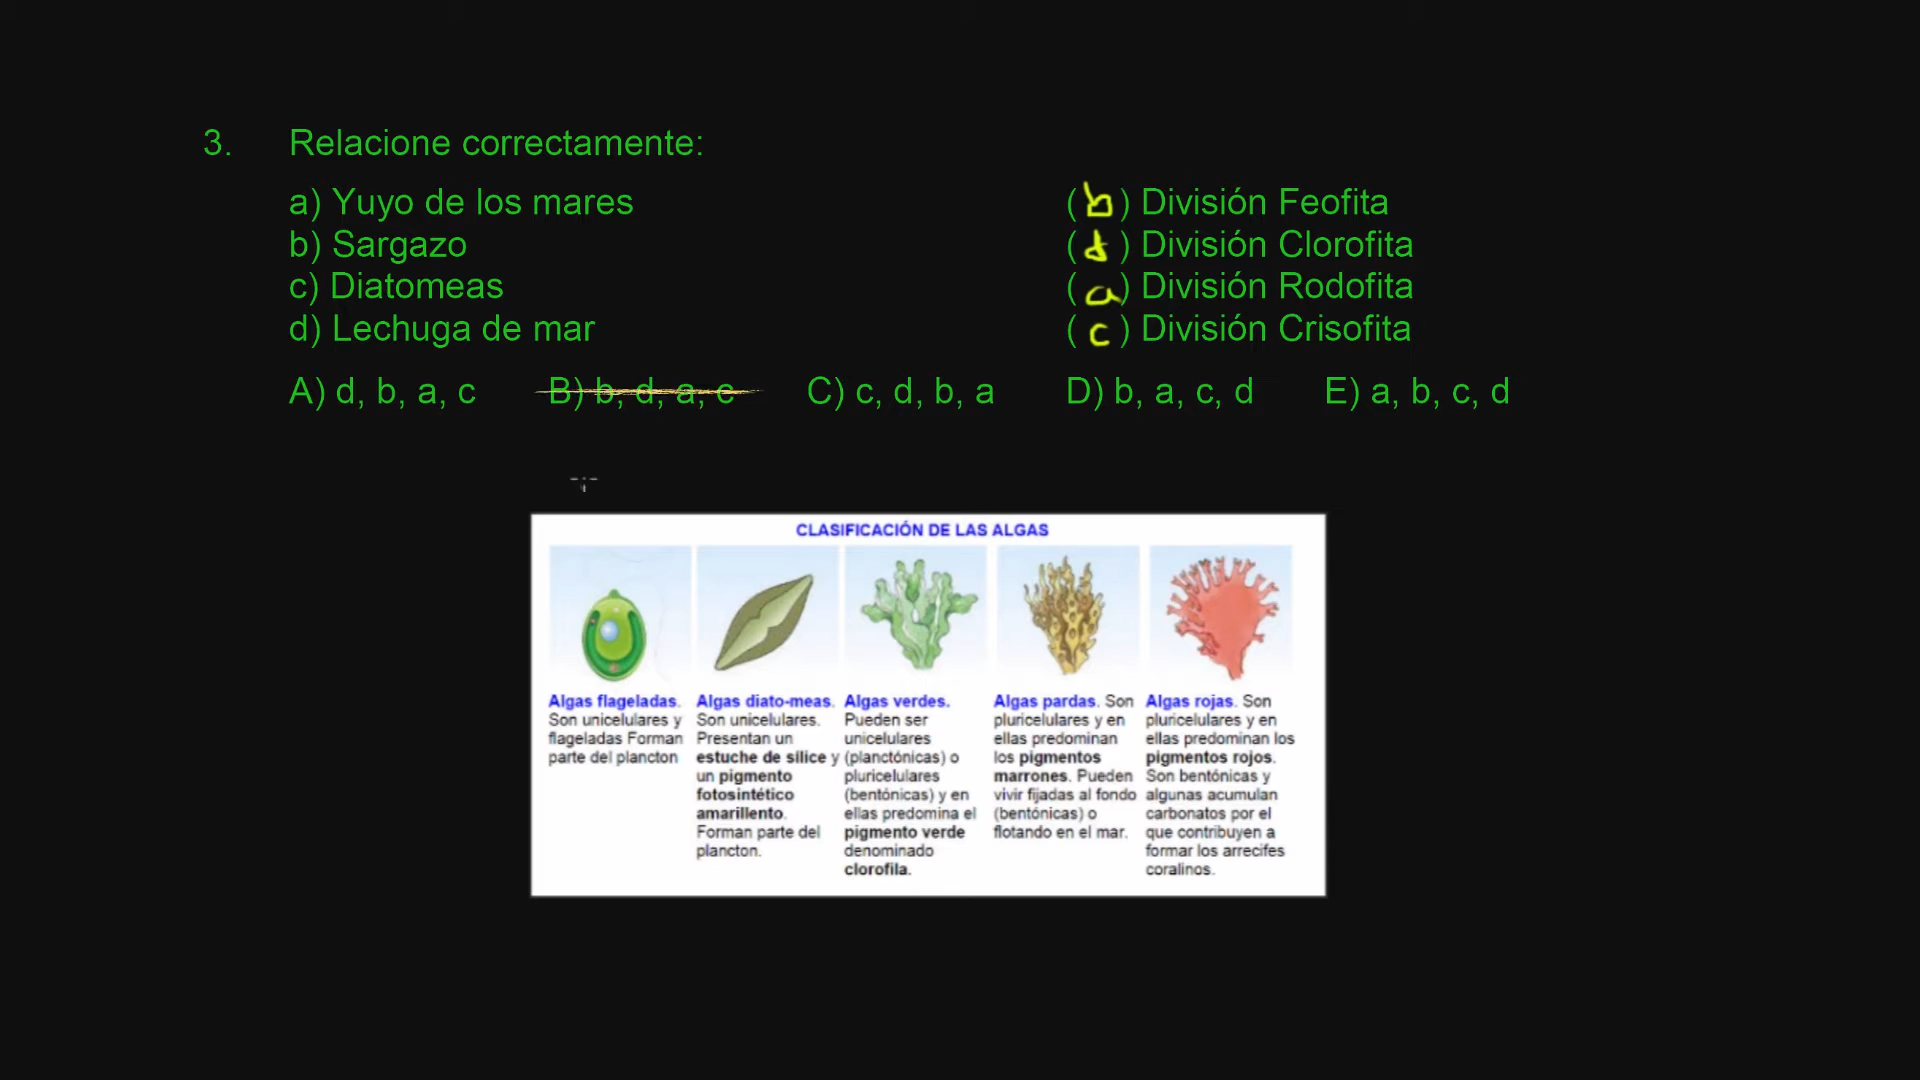 3. Relacione correctamente:
a) Yuyo de los mares (b) División Feofita
b) Sargazo (d) División Clorofita
c) Diatomeas (a) División Rodofita
d) Lechuga de mar (c) División Crisofita
A) d, b, a, c B) b, d, a, c C) c, d, b, a D) b, a, c, d E) a, b, c, d
CLASIFICACIÓN DE LAS ALGAS
Algas flageladas.
Son unicelulares y
flageladas Forman
parte del plancton
Algas diato-meas.
Son unicelulares.
Presentan un
estuche de sílice y
un pigmento
fotosintético
amarillento.
Forman parte del
plancton.
Algas verdes.
Pueden ser
unicelulares
(planctónicas) o
pluricelulares
(bentónicas) y en
ellas predomina el
pigmento verde
denominado
clorofila.
Algas pardas. Son
pluricelulares y en
ellas predominan
los pigmentos
marrones. Pueden
vivir fijadas al fondo
(bentónicas) o
flotando en el mar.
Algas rojas. Son
pluricelulares y en
ellas predominan los
pigmentos rojos.
Son bentónicas y
algunas acumulan
carbonatos por el
que contribuyen a
formar los arrecifes
coralinos.